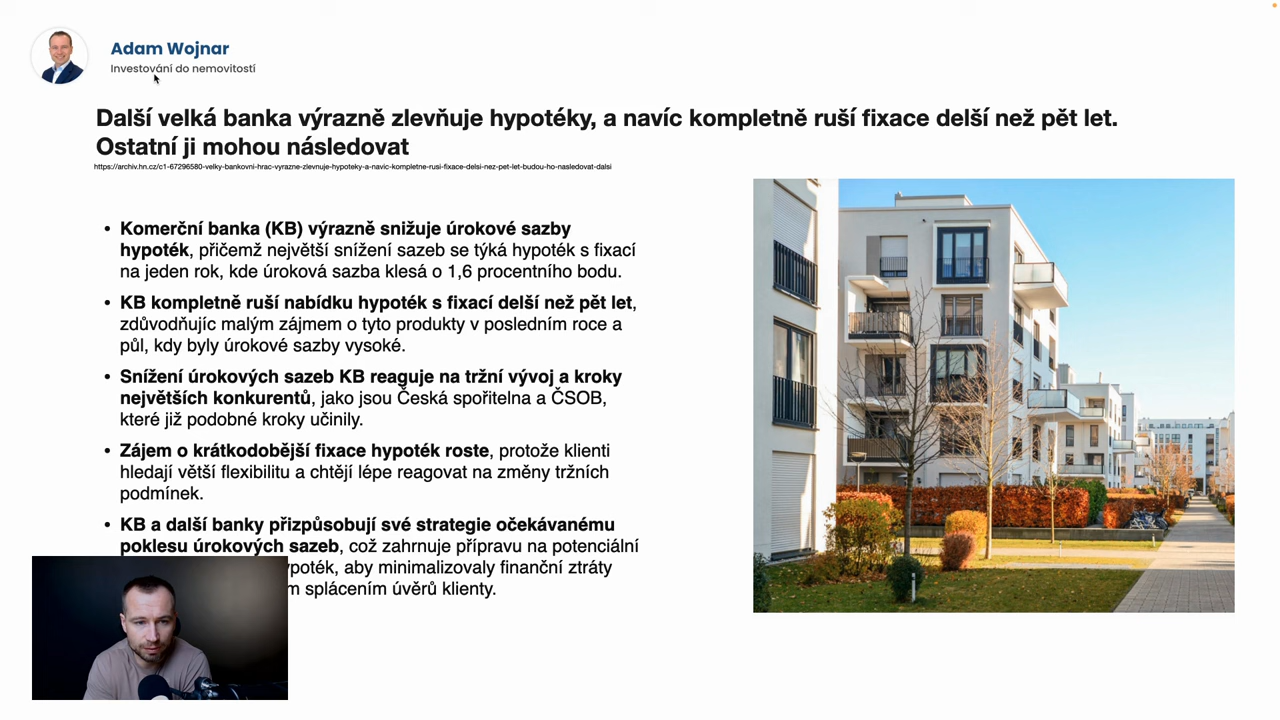 Adam Wojnar
Investování do nemovitostí
Další velká banka výrazně zlevňuje hypotéky, a navíc kompletně ruší fixace delší než pět let.
Ostatní ji mohou následovat
https://archiv.hn.cz/c1-67296580-velky-bankovni-hrac-vyrazne-zlevnuje-hypoteky-a-navic-kompletne-rusi-fixace-delsi-nez-pet-let-budou-ho-nasledovat-dalsi
• Komerční banka (KB) výrazně snižuje úrokové sazby
hypoték, přičemž největší snížení sazeb se týká hypoték s fixací
na jeden rok, kde úroková sazba klesá o 1,6 procentního bodu.
• KB kompletně ruší nabídku hypoték s fixací delší než pět let,
zdůvodňujíc malým zájmem o tyto produkty v posledním roce a
půl, kdy byly úrokové sazby vysoké.
• Snížení úrokových sazeb KB reaguje na tržní vývoj a kroky
největších konkurentů, jako jsou Česká spořitelna a ČSOB,
které již podobné kroky učinily.
• Zájem o krátkodobější fixace hypoték roste, protože klienti
hledají větší flexibilitu a chtějí lépe reagovat na změny tržních
podmínek.
• KB a další banky přizpůsobují své strategie očekávanému
poklesu úrokových sazeb, což zahrnuje přípravu na potenciální
ypoték, aby minimalizovaly finanční ztráty
m splácením úvěrů klienty.